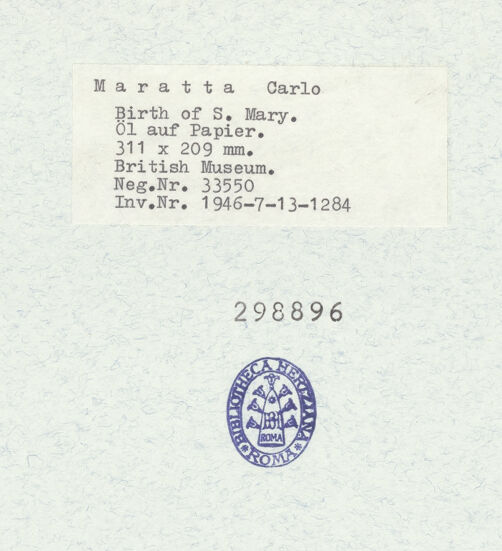 Maratta Carlo
Birth of S. Mary.
Öl auf Papier.
311 x 209 mm.
British Museum.
Neg.Nr. 33550
Inv.Nr. 1946-7-13-1284
298896
BIBLIOTHECA HERTZIANA
ROMA
* ROMA *